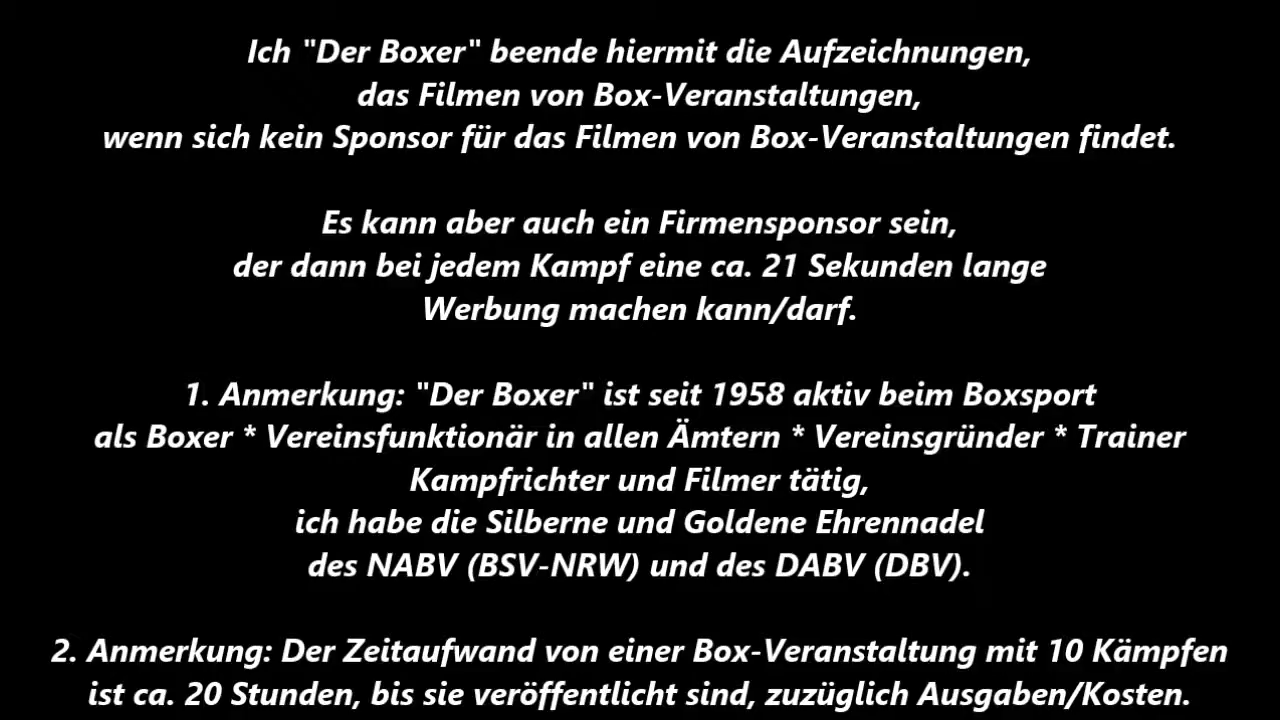 Ich "Der Boxer" beende hiermit die Aufzeichnungen,
das Filmen von Box-Veranstaltungen,
wenn sich kein Sponsor für das Filmen von Box-Veranstaltungen findet.
Es kann aber auch ein Firmensponsor sein,
der dann bei jedem Kampf eine ca. 21 Sekunden lange
Werbung machen kann/darf.
1. Anmerkung: "Der Boxer" ist seit 1958 aktiv beim Boxsport
als Boxer * Vereinsfunktionär in allen Ämtern * Vereinsgründer * Trainer
Kampfrichter und Filmer tätig,
ich habe die Silberne und Goldene Ehrennadel
des NABV (BSV-NRW) und des DABV (DBV).
2. Anmerkung: Der Zeitaufwand von einer Box-Veranstaltung mit 10 Kämpfen
ist ca. 20 Stunden, bis sie veröffentlicht sind, zuzüglich Ausgaben/Kosten.